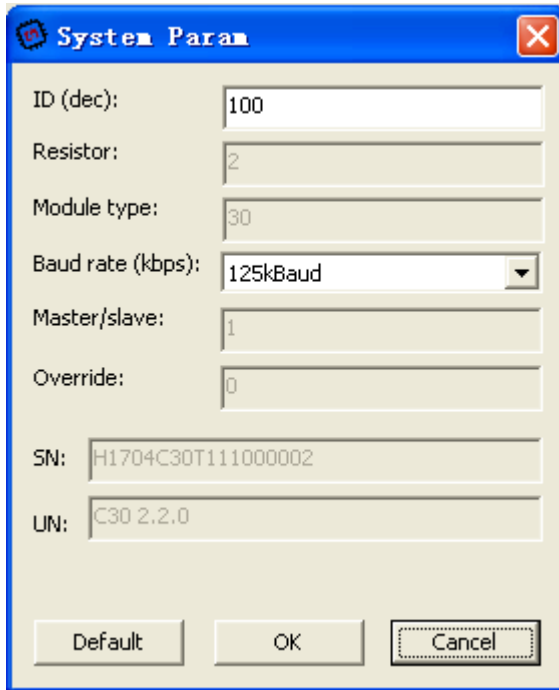 System Param
ID (dec): 100
Resistor: 2
Module type: 30
Baud rate (kbps): 125kBaud
Master/slave: 1
Override: 0
SN: H1704C30T111000002
UN: C30 2.2.0
Default OK Cancel